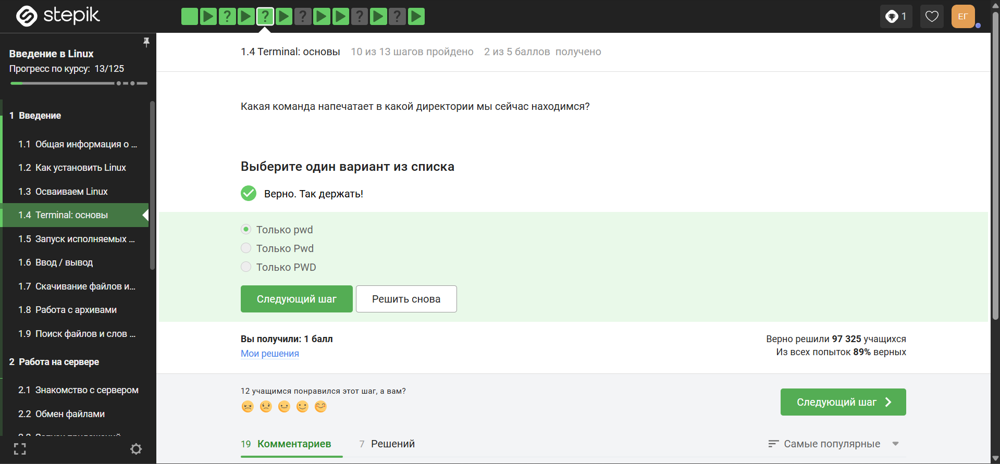 stepik
?
?
?
?
?
1
ЕГ
Введение в Linux
Прогресс по курсу: 13/125
1 Введение
1.1 Общая информация о ...
1.2 Как установить Linux
1.3 Осваиваем Linux
1.4 Terminal: основы
1.5 Запуск исполняемых ...
1.6 Ввод / вывод
1.7 Скачивание файлов и...
1.8 Работа с архивами
1.9 Поиск файлов и слов ...
2 Работа на сервере
2.1 Знакомство с сервером
2.2 Обмен файлами
1.4 Terminal: основы 10 из 13 шагов пройдено 2 из 5 баллов получено
Какая команда напечатает в какой директории мы сейчас находимся?
Выберите один вариант из списка
Верно. Так держать!
Только pwd
Только Pwd
Только PWD
Следующий шаг Решить снова
Вы получили: 1 балл
Мои решения
Верно решили 97 325 учащихся
Из всех попыток 89% верных
12 учащимся понравился этот шаг, а вам?
Следующий шаг
19 Комментариев 7 Решений Самые популярные